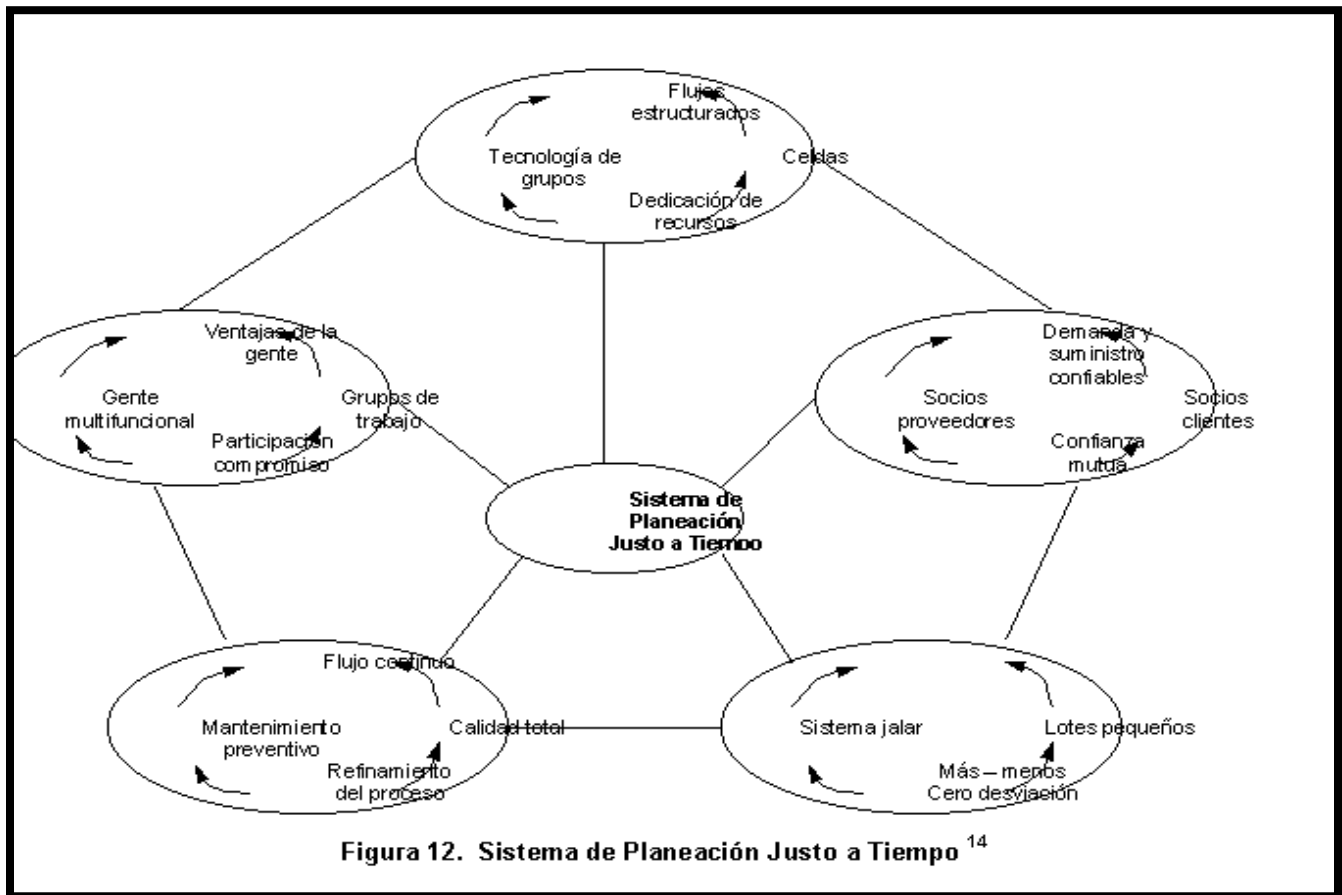 Flujos
estructurados
Tecnología de
grupos
Celdas
Dedicación de
recursos
Ventajas de la
gente
Gente
multifuncional
Grupos de
trabajo
Participación
compromiso
Demanda y
suministro
confiables
Socios
proveedores
Socios
clientes
Confianza
mutua
Sistema de
Planeación
Justo a Tiempo
Flujo continuo
Mantenimiento
preventivo
Calidad total
Refinamiento
del proceso
Sistema jalar
Lotes pequeños
Más – menos
Cero desviación
Figura 12. Sistema de Planeación Justo a Tiempo 14